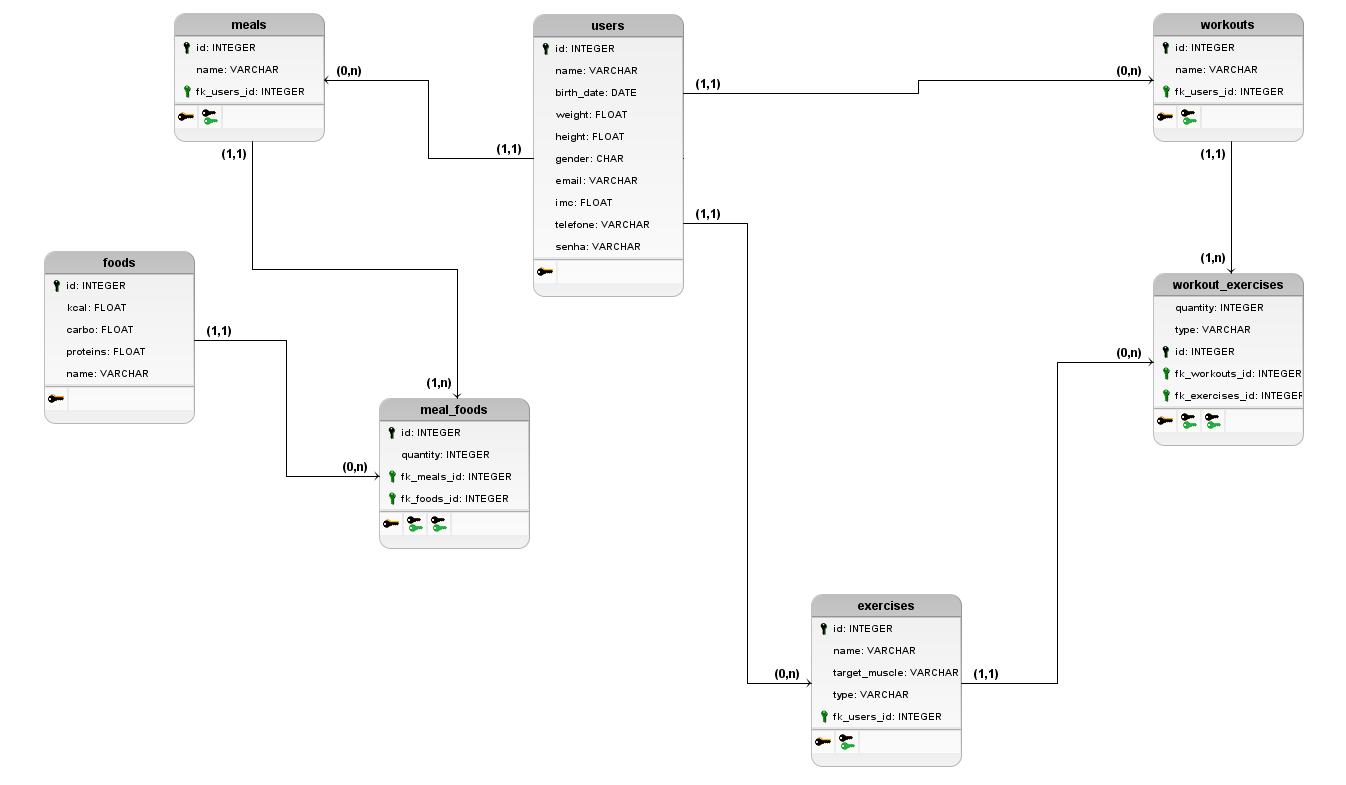 meals
id: INTEGER
name: VARCHAR
fk_users_id: INTEGER
(0,n)
(1,1)
users
id: INTEGER
name: VARCHAR
birth_date: DATE
weight: FLOAT
height: FLOAT
gender: CHAR
email: VARCHAR
imc: FLOAT
telefone: VARCHAR
senha: VARCHAR
(1,1)
(0,n)
workouts
id: INTEGER
name: VARCHAR
fk_users_id: INTEGER
(1,1)
(1,1)
(1,1)
foods
id: INTEGER
kcal: FLOAT
carbo: FLOAT
proteins: FLOAT
name: VARCHAR
(1,1)
(0,n)
(1,n)
meal_foods
id: INTEGER
quantity: INTEGER
fk_meals_id: INTEGER
fk_foods_id: INTEGER
(1,n)
workout_exercises
quantity: INTEGER
type: VARCHAR
id: INTEGER
fk_workouts_id: INTEGER
fk_exercises_id: INTEGER
(0,n)
(0,n)
exercises
id: INTEGER
name: VARCHAR
target_muscle: VARCHAR
type: VARCHAR
fk_users_id: INTEGER
(1,1)